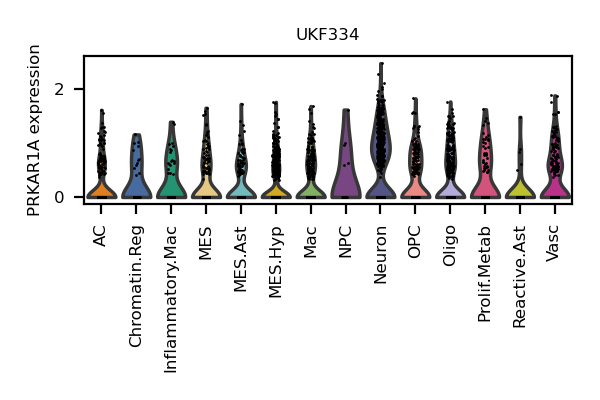 UKF334
PRKAR1A expression
2
0
AC
Chromatin.Reg
Inflammatory.Mac
MES
MES.Ast
MES.Hyp
Mac
NPC
Neuron
OPC
Oligo
Prolif.Metab
Reactive.Ast
Vasc